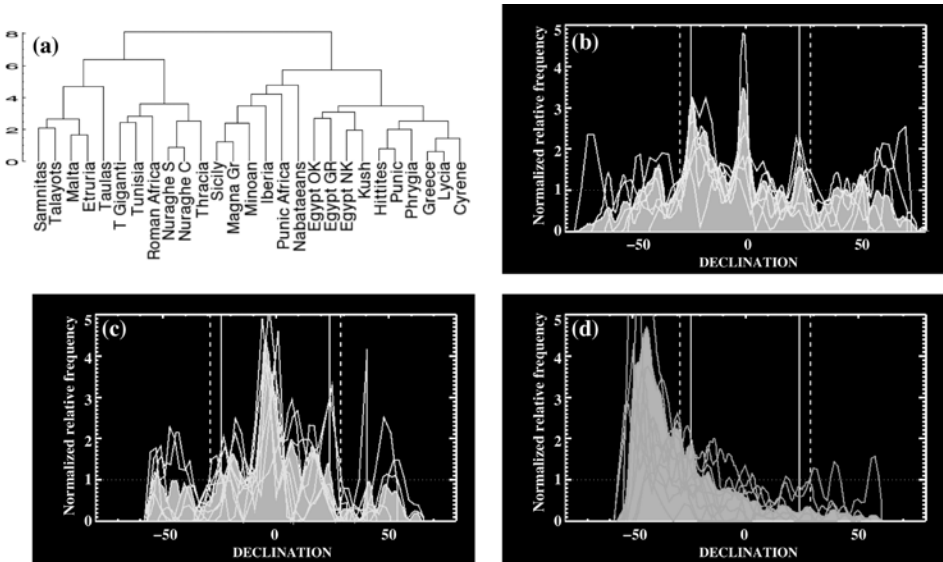 (a)
8
6
4
2
0
Samnitas
Talayots
Malta
Etruria
Taulas
T Giganti
Tunisia
Roman Africa
Nuraghe S
Nuraghe C
Thracia
Sicily
Magna Gr
Minoan
Iberia
Punic Africa
Nabataeans
Egypt OK
Egypt GR
Egypt NK
Kush
Hittites
Punic
Phrygia
Greece
Lycia
Cyrene
(b)
Normalized relative frequency
5
4
3
2
1
0
−50 0 50
DECLINATION
(c)
Normalized relative frequency
5
4
3
2
1
0
−50 0 50
DECLINATION
(d)
Normalized relative frequency
5
4
3
2
1
0
−50 0 50
DECLINATION